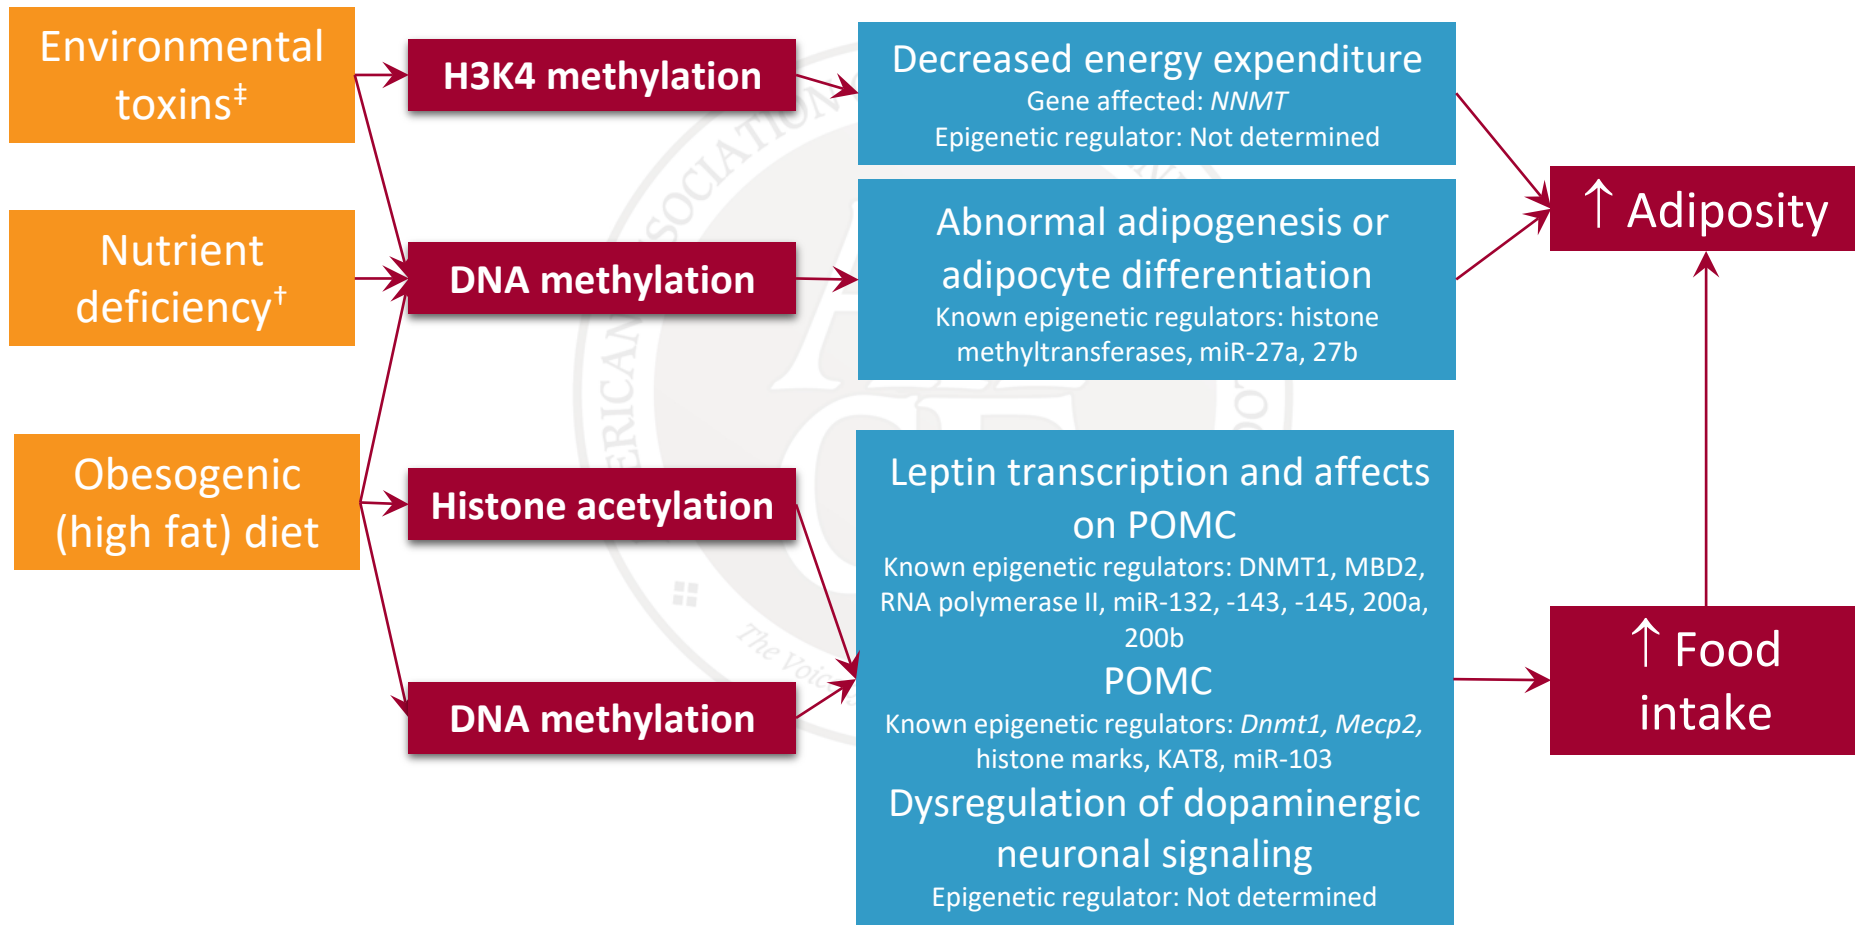 Environmental
toxins‡
H3K4 methylation
Decreased energy expenditure
Gene affected: NNMT
Epigenetic regulator: Not determined
↑ Adiposity
Nutrient
deficiency†
DNA methylation
Abnormal adipogenesis or
adipocyte differentiation
Known epigenetic regulators: histone
methyltransferases, miR-27a, 27b
Obesogenic
(high fat) diet
Histone acetylation
DNA methylation
Leptin transcription and affects
on POMC
Known epigenetic regulators: DNMT1, MBD2,
RNA polymerase II, miR-132, -143, -145, 200a,
200b
POMC
Known epigenetic regulators: Dnmt1, Mecp2,
histone marks, KAT8, miR-103
Dysregulation of dopaminergic
neuronal signaling
Epigenetic regulator: Not determined
↑ Food
intake
The